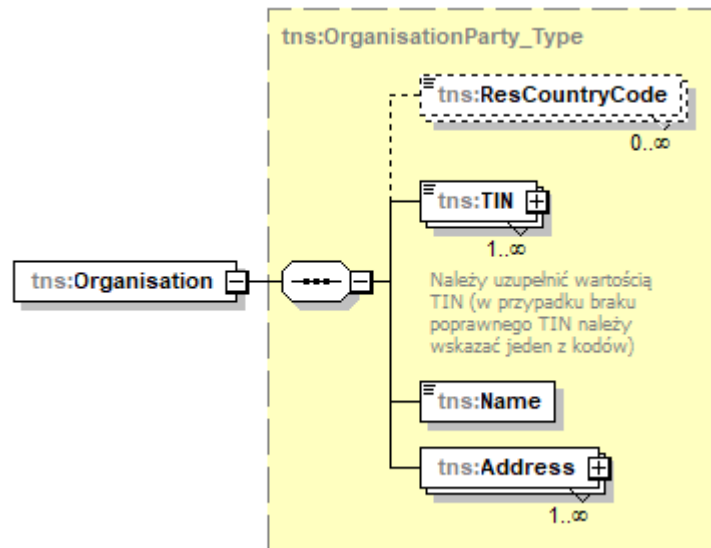 tns:OrganisationParty_Type
tns:ResCountryCode
0..∞
tns:TIN
1..∞
Należy uzupełnić wartością
TIN (w przypadku braku
poprawnego TIN należy
wskazać jeden z kodów)
tns:Organisation
tns:Name
tns:Address
1..∞